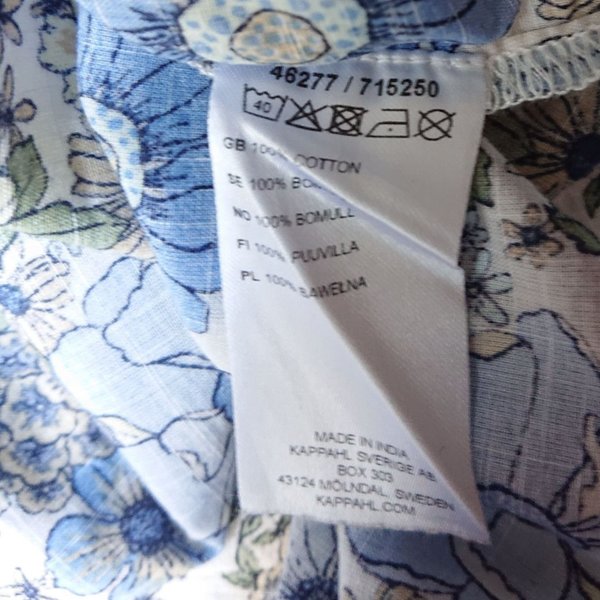 46277 / 715250
40
GB 100% COTTON
SE 100%
NO 100% BOMULL
FI 100% PUUVILLA
PL 100% BAWEŁNA
MADE IN INDIA
KAPPAHL SVERIGE AB
BOX 303
43124 MÖLNDAL, SWEDEN
KAPPAHL.COM